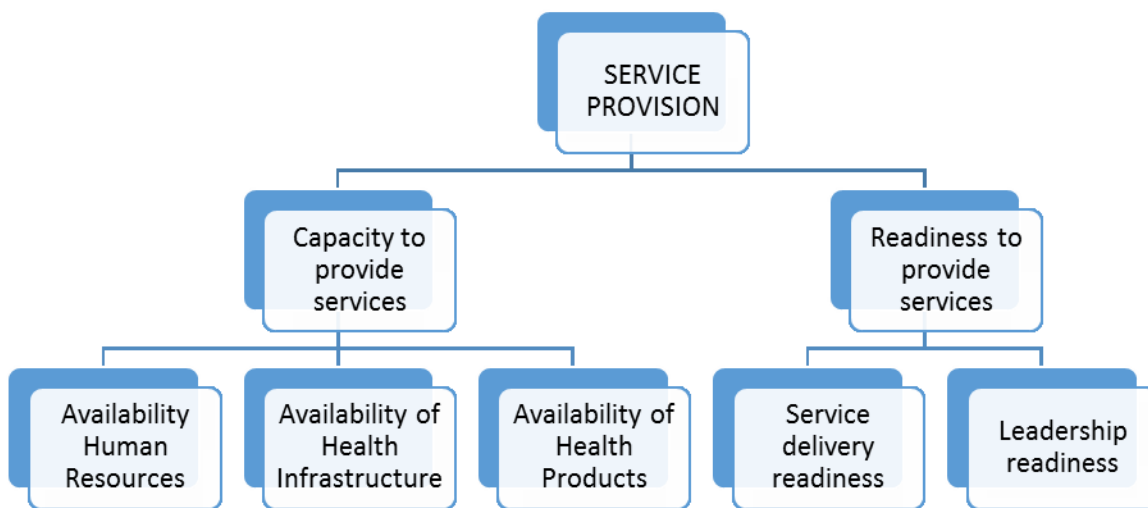 SERVICE
PROVISION
Capacity to
provide
services
Readiness to
provide
services
Availability
Human
Resources
Availability of
Health
Infrastructure
Availability of
Health
Products
Service
delivery
readiness
Leadership
readiness